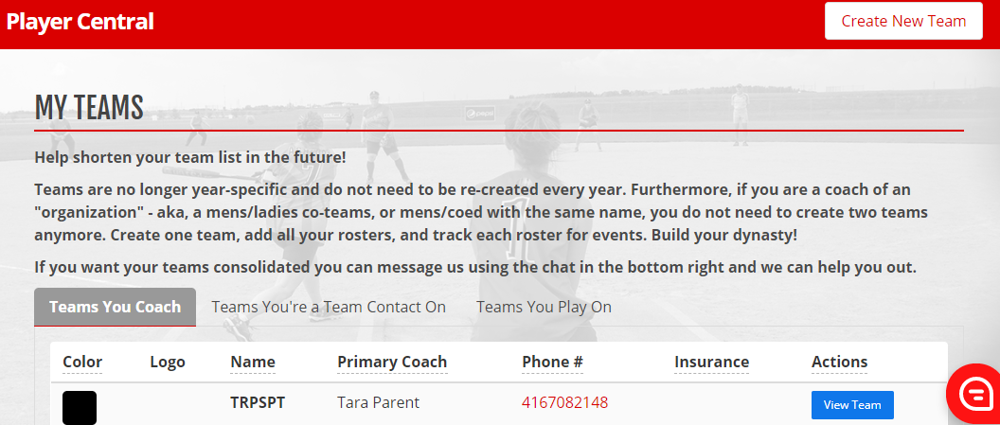 Player Central
Create New Team
MY TEAMS
Help shorten your team list in the future!
Teams are no longer year-specific and do not need to be re-created every year. Furthermore, if you are a coach of an
"organization" - aka, a mens/ladies co-teams, or mens/coed with the same name, you do not need to create two teams
anymore. Create one team, add all your rosters, and track each roster for events. Build your dynasty!
If you want your teams consolidated you can message us using the chat in the bottom right and we can help you out.
Teams You Coach Teams You're a Team Contact On Teams You Play On
Color Logo Name Primary Coach Phone # Insurance Actions
TRPSPT Tara Parent 4167082148 View Team